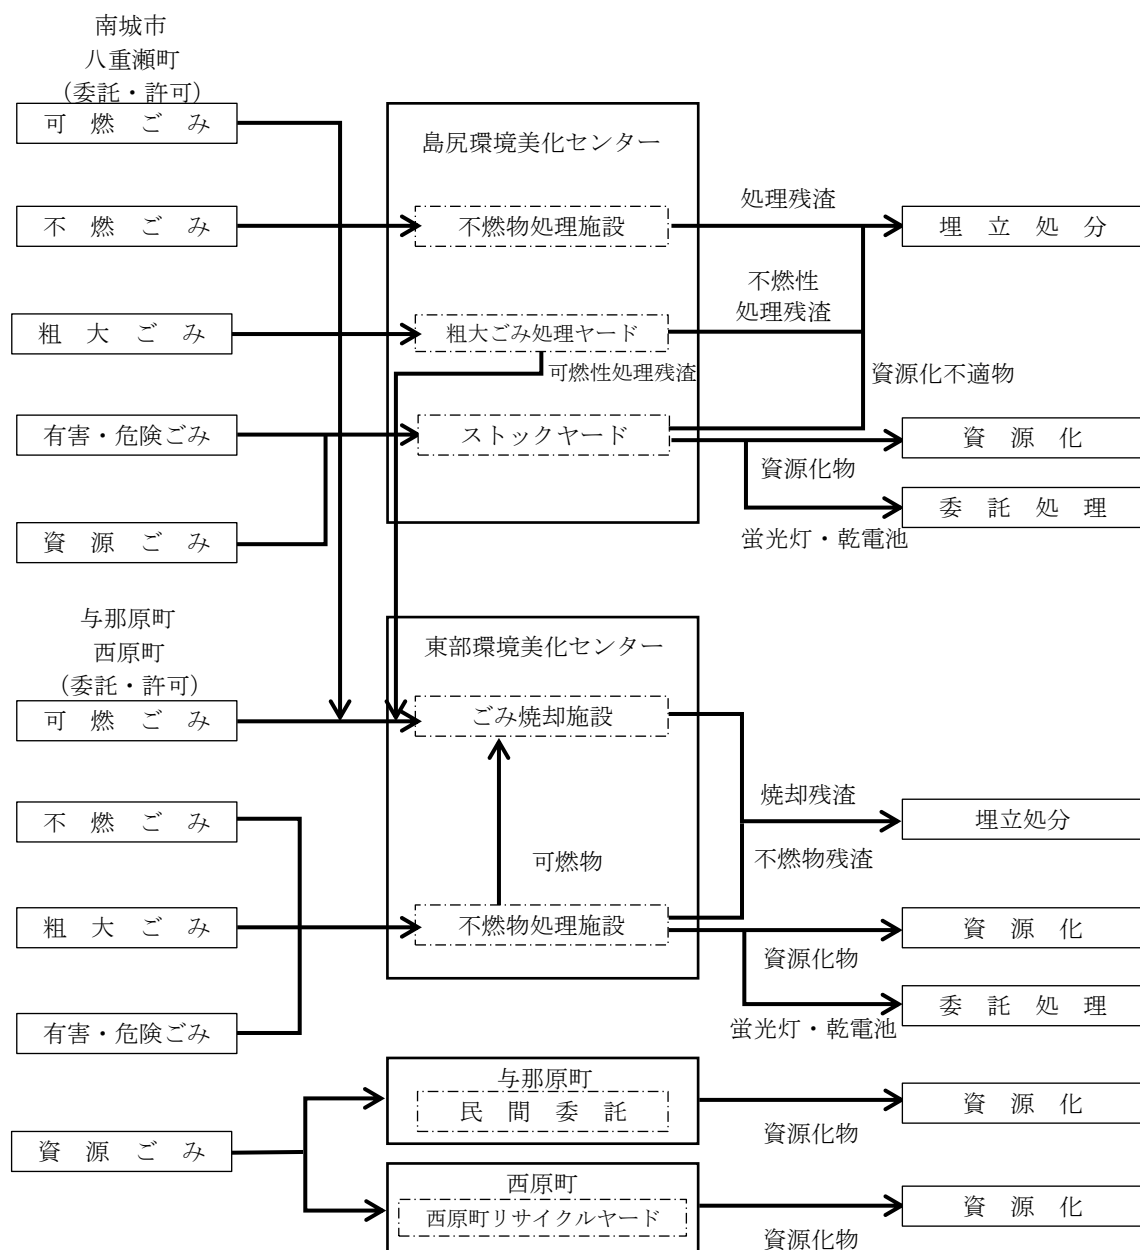 南城市
八重瀬町
（委託・許可）
可 燃 ご み
不 燃 ご み
粗 大 ご み
有害・危険ごみ
資 源 ご み
島尻環境美化センター
不燃物処理施設
粗大ごみ処理ヤード
可燃性処理残渣
ストックヤード
処理残渣
不燃性
処理残渣
資源化不適物
資源化物
蛍光灯・乾電池
埋 立 処 分
資 源 化
委 託 処 理
与那原町
西原町
（委託・許可）
可 燃 ご み
不 燃 ご み
粗 大 ご み
有害・危険ごみ
東部環境美化センター
ごみ焼却施設
可燃物
不燃物処理施設
焼却残渣
不燃物残渣
資源化物
蛍光灯・乾電池
埋立処分
資 源 化
委 託 処 理
資 源 ご み
与那原町
民 間 委 託
資源化物
資 源 化
西原町
西原町リサイクルヤード
資源化物
資 源 化